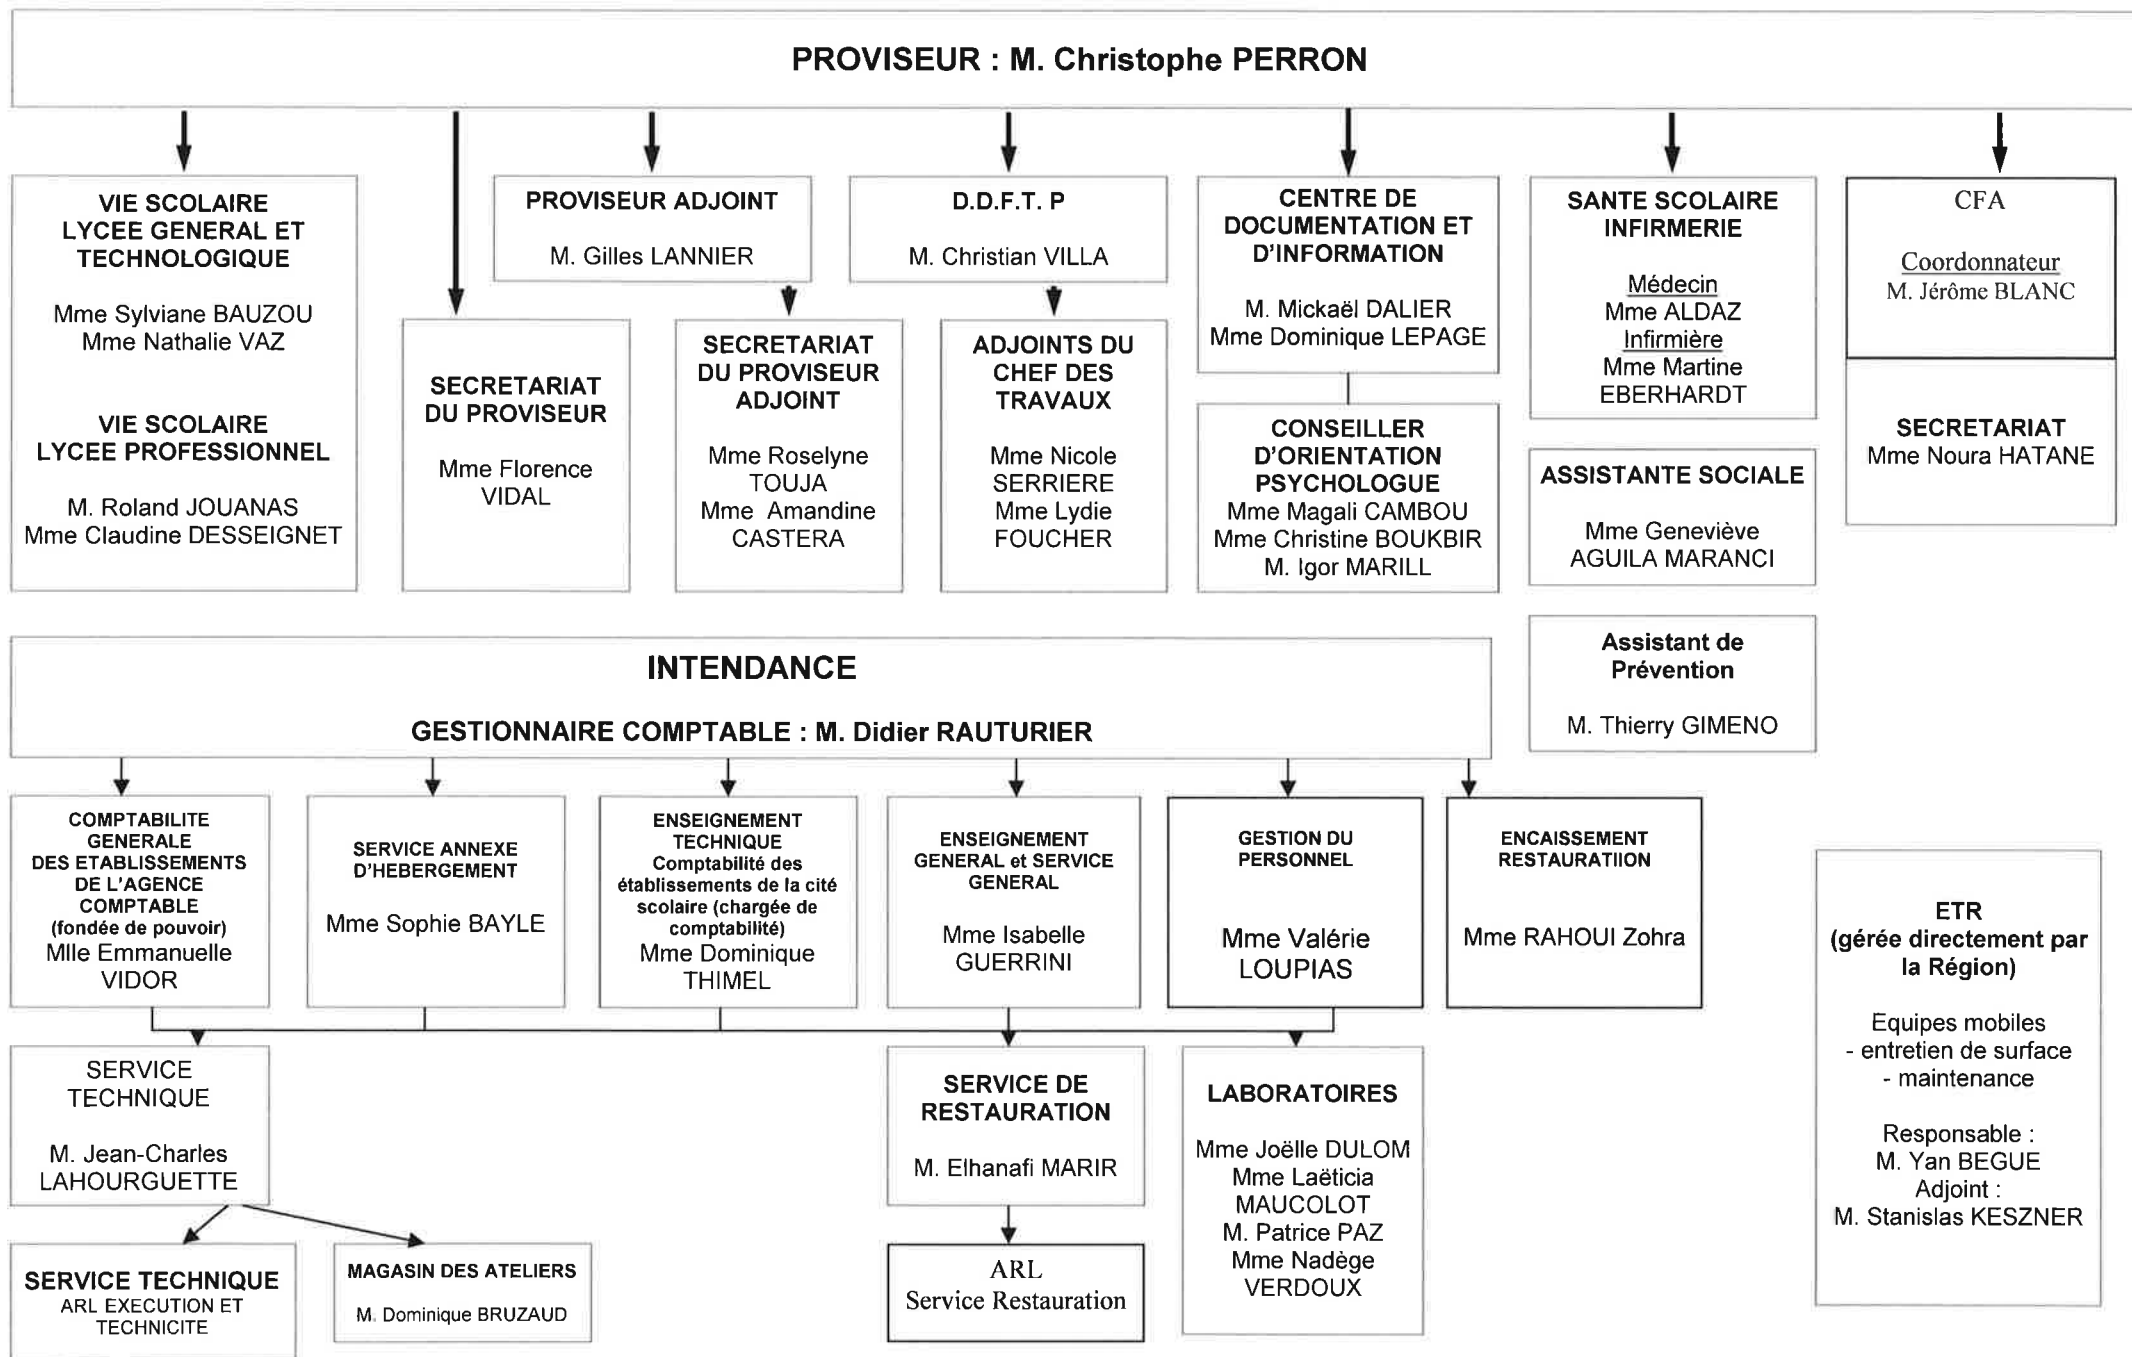 PROVISEUR : M. Christophe PERRON
VIE SCOLAIRE
LYCEE GENERAL ET
TECHNOLOGIQUE
Mme Sylviane BAUZOU
Mme Nathalie VAZ
VIE SCOLAIRE
LYCEE PROFESSIONNEL
M. Roland JOUANAS
Mme Claudine DESSEIGNET
SECRETARIAT
DU PROVISEUR
Mme Florence
VIDAL
PROVISEUR ADJOINT
M. Gilles LANNIER
SECRETARIAT
DU PROVISEUR
ADJOINT
Mme Roselyne
TOUJA
Mme Amandine
CASTERA
D.D.F.T. P
M. Christian VILLA
ADJOINTS DU
CHEF DES
TRAVAUX
Mme Nicole
SERRIERE
Mme Lydie
FOUCHER
CENTRE DE
DOCUMENTATION ET
D'INFORMATION
M. Mickaël DALIER
Mme Dominique LEPAGE
CONSEILLER
D'ORIENTATION
PSYCHOLOGUE
Mme Magali CAMBOU
Mme Christine BOUKBIR
M. Igor MARILL
SANTE SCOLAIRE
INFIRMERIE
Médecin
Mme ALDAZ
Infirmière
Mme Martine
EBERHARDT
ASSISTANTE SOCIALE
Mme Geneviève
AGUILA MARANCI
Assistant de
Prévention
M. Thierry GIMENO
CFA
Coordonnateur
M. Jérôme BLANC
SECRETARIAT
Mme Noura HATANE
INTENDANCE
GESTIONNAIRE COMPTABLE : M. Didier RAUTURIER
COMPTABILITE
GENERALE
DES ETABLISSEMENTS
DE L'AGENCE
COMPTABLE
(fondée de pouvoir)
Mlle Emmanuelle
VIDOR
SERVICE ANNEXE
D'HEBERGEMENT
Mme Sophie BAYLE
ENSEIGNEMENT
TECHNIQUE
Comptabilité des
établissements de la cité
scolaire (chargée de
comptabilité)
Mme Dominique
THIMEL
ENSEIGNEMENT
GENERAL et SERVICE
GENERAL
Mme Isabelle
GUERRINI
GESTION DU
PERSONNEL
Mme Valérie
LOUPIAS
ENCAISSEMENT
RESTAURATIION
Mme RAHOUI Zohra
ETR
(gérée directement par
la Région)
Equipes mobiles
- entretien de surface
- maintenance
Responsable :
M. Yan BEGUE
Adjoint :
M. Stanislas KESZNER
SERVICE
TECHNIQUE
M. Jean-Charles
LAHOURGUETTE
SERVICE DE
RESTAURATION
M. Elhanafi MARIR
LABORATOIRES
Mme Joëlle DULOM
Mme Laëticia
MAUCOLOT
M. Patrice PAZ
Mme Nadège
VERDOUX
SERVICE TECHNIQUE
ARL EXECUTION ET
TECHNICITE
MAGASIN DES ATELIERS
M. Dominique BRUZAUD
ARL
Service Restauration